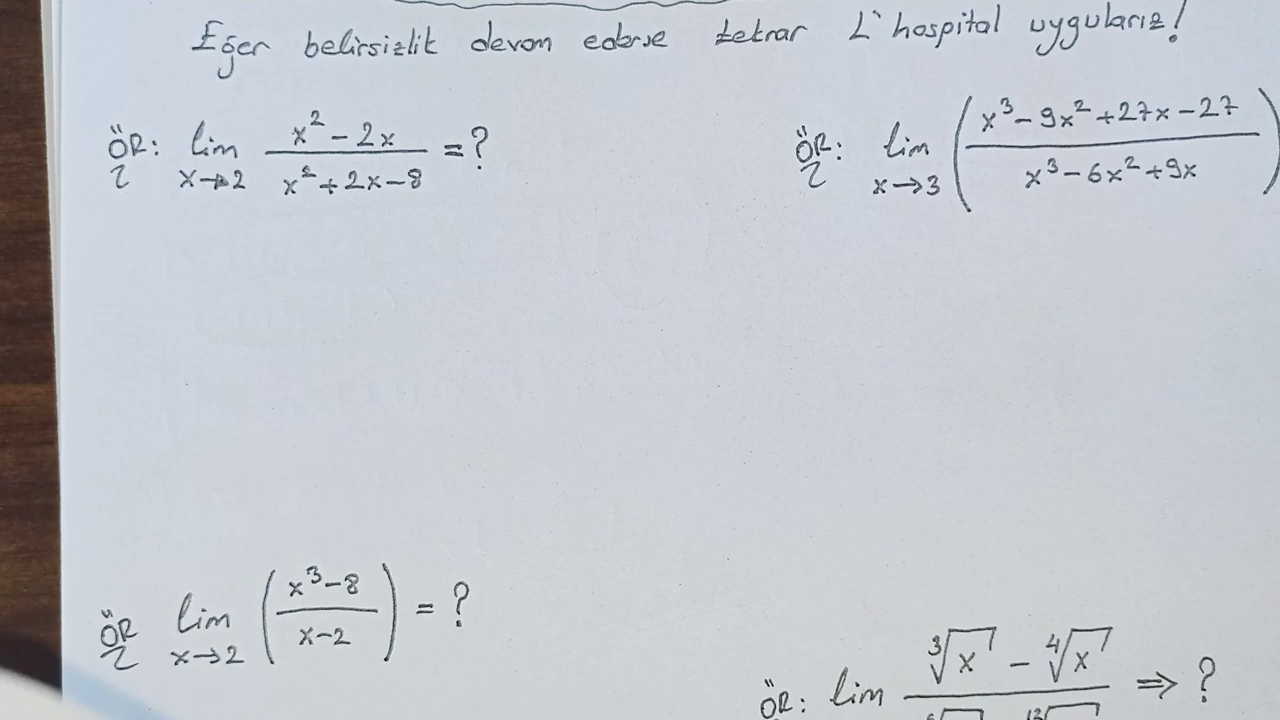 Eğer belirsizlik devam ederse tekrar L'hospital uygularız!
ÖR: lim x→2 (x² - 2x)/(x² + 2x - 8) = ?
ÖR: lim x→3 ((x³ - 9x² + 27x - 27)/(x³ - 6x² + 9x))
ÖR lim x→2 ((x³ - 8)/(x - 2)) = ?
ÖR: lim ∛x - ∜x ⇒ ?